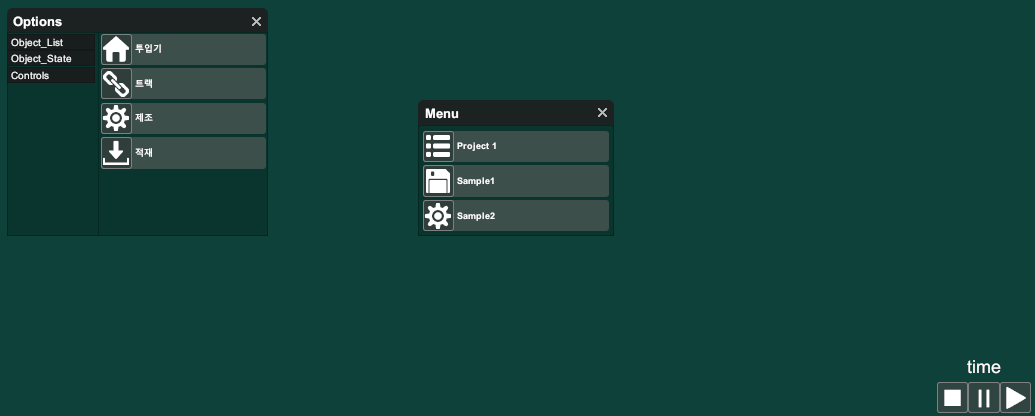 Options
Object_List
Object_State
Controls
투입기
트랙
제조
적재
Menu
Project 1
Sample1
Sample2
time